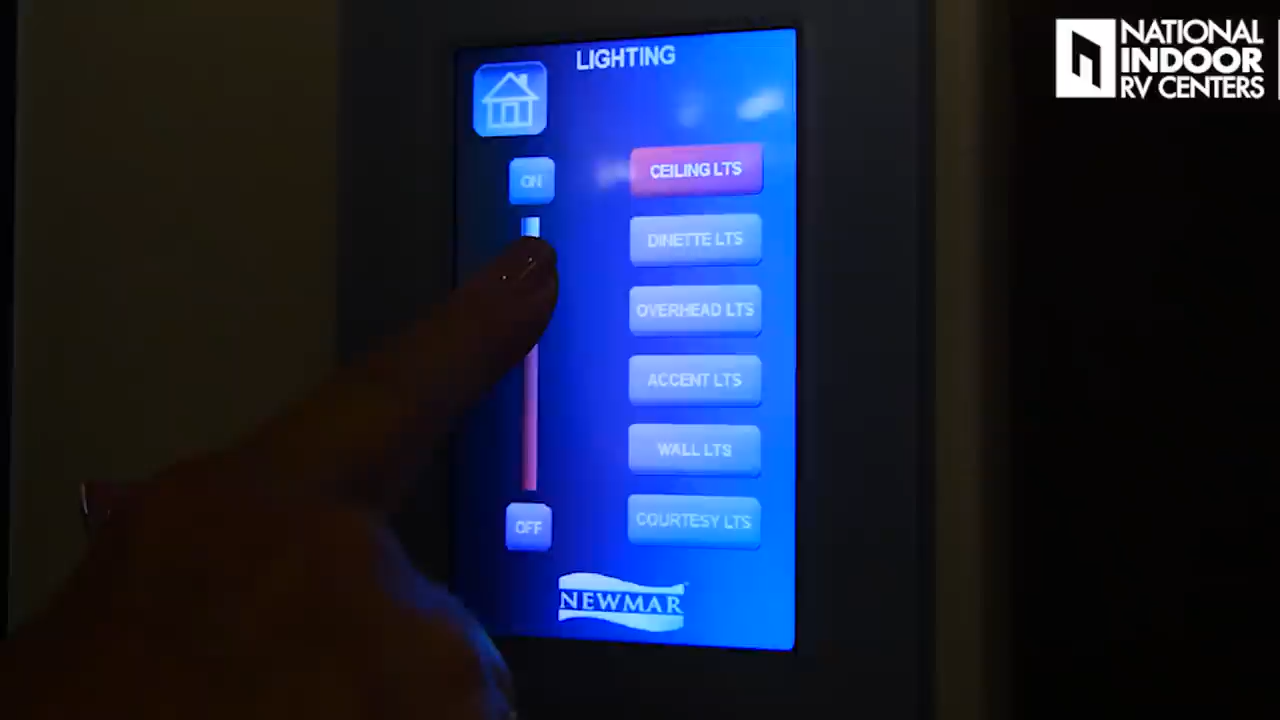 LIGHTING
ON
CEILING LTS
DINETTE LTS
OVERHEAD LTS
ACCENT LTS
WALL LTS
OFF
COURTESY LTS
NEWMAR
NATIONAL
INDOOR
RV CENTERS